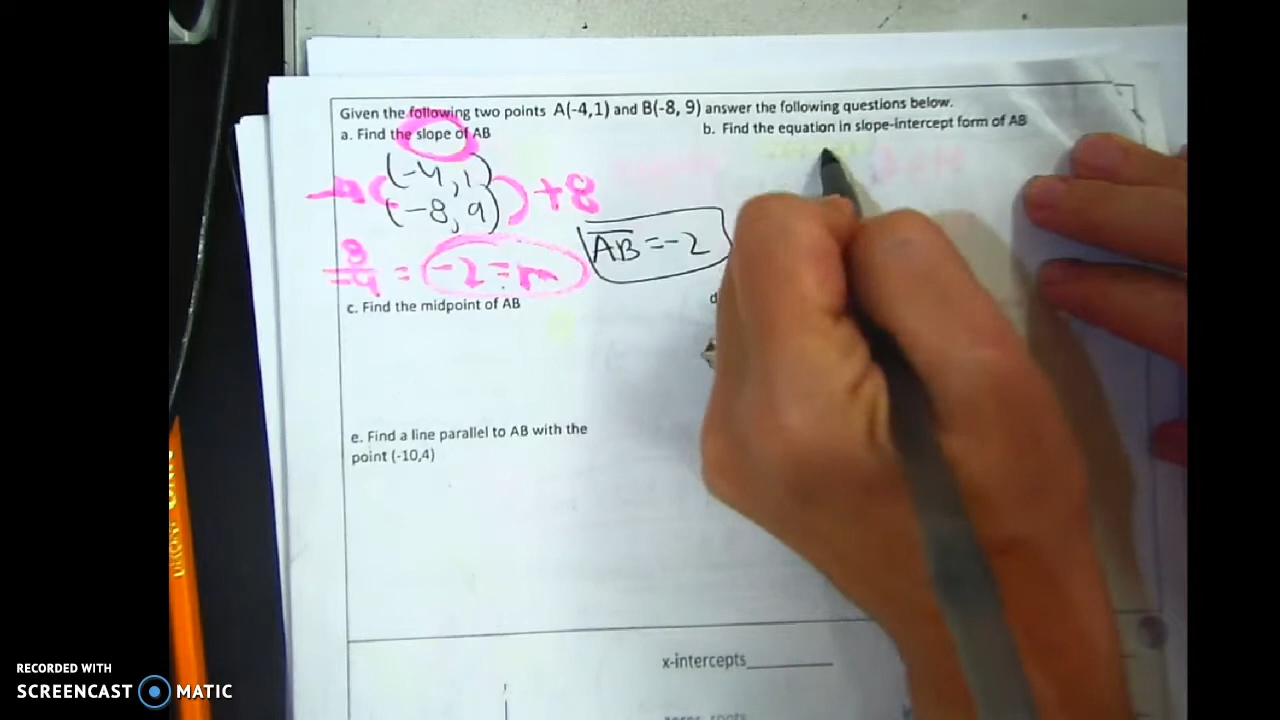 Given the following two points A(-4,1) and B(-8, 9) answer the following questions below.
a. Find the slope of AB
b. Find the equation in slope-intercept form of AB
(-4,1)
(-8,9)
-4
+8
8/-4 = -2 = m
AB = -2
c. Find the midpoint of AB
d
e. Find a line parallel to AB with the
point (-10,4)
x-intercepts
RECORDED WITH
SCREENCAST MATIC